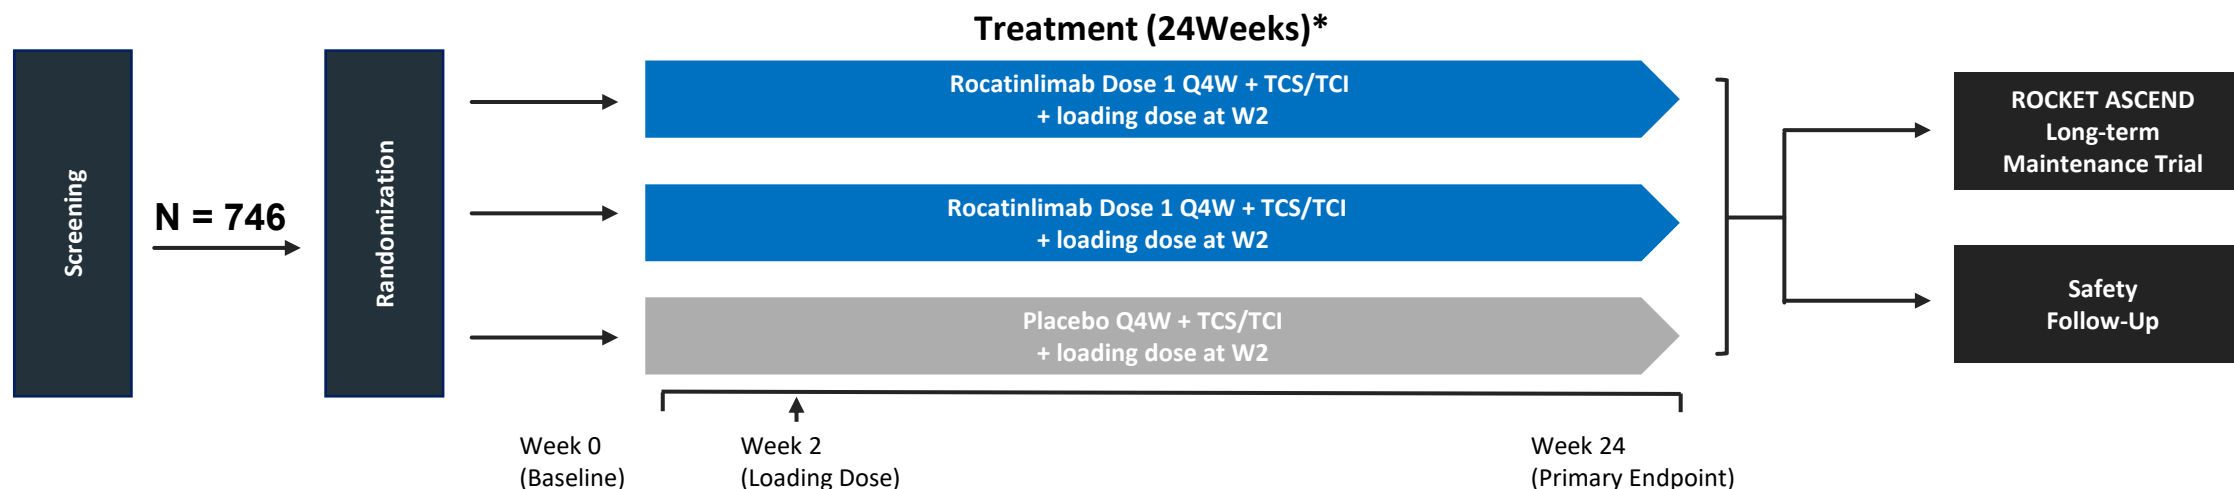 Treatment (24Weeks)*
Screening
N = 746
Randomization
Rocatinlimab Dose 1 Q4W + TCS/TCI
+ loading dose at W2
Rocatinlimab Dose 1 Q4W + TCS/TCI
+ loading dose at W2
Placebo Q4W + TCS/TCI
+ loading dose at W2
ROCKET ASCEND
Long-term
Maintenance Trial
Safety
Follow-Up
Week 0
(Baseline)
Week 2
(Loading Dose)
Week 24
(Primary Endpoint)